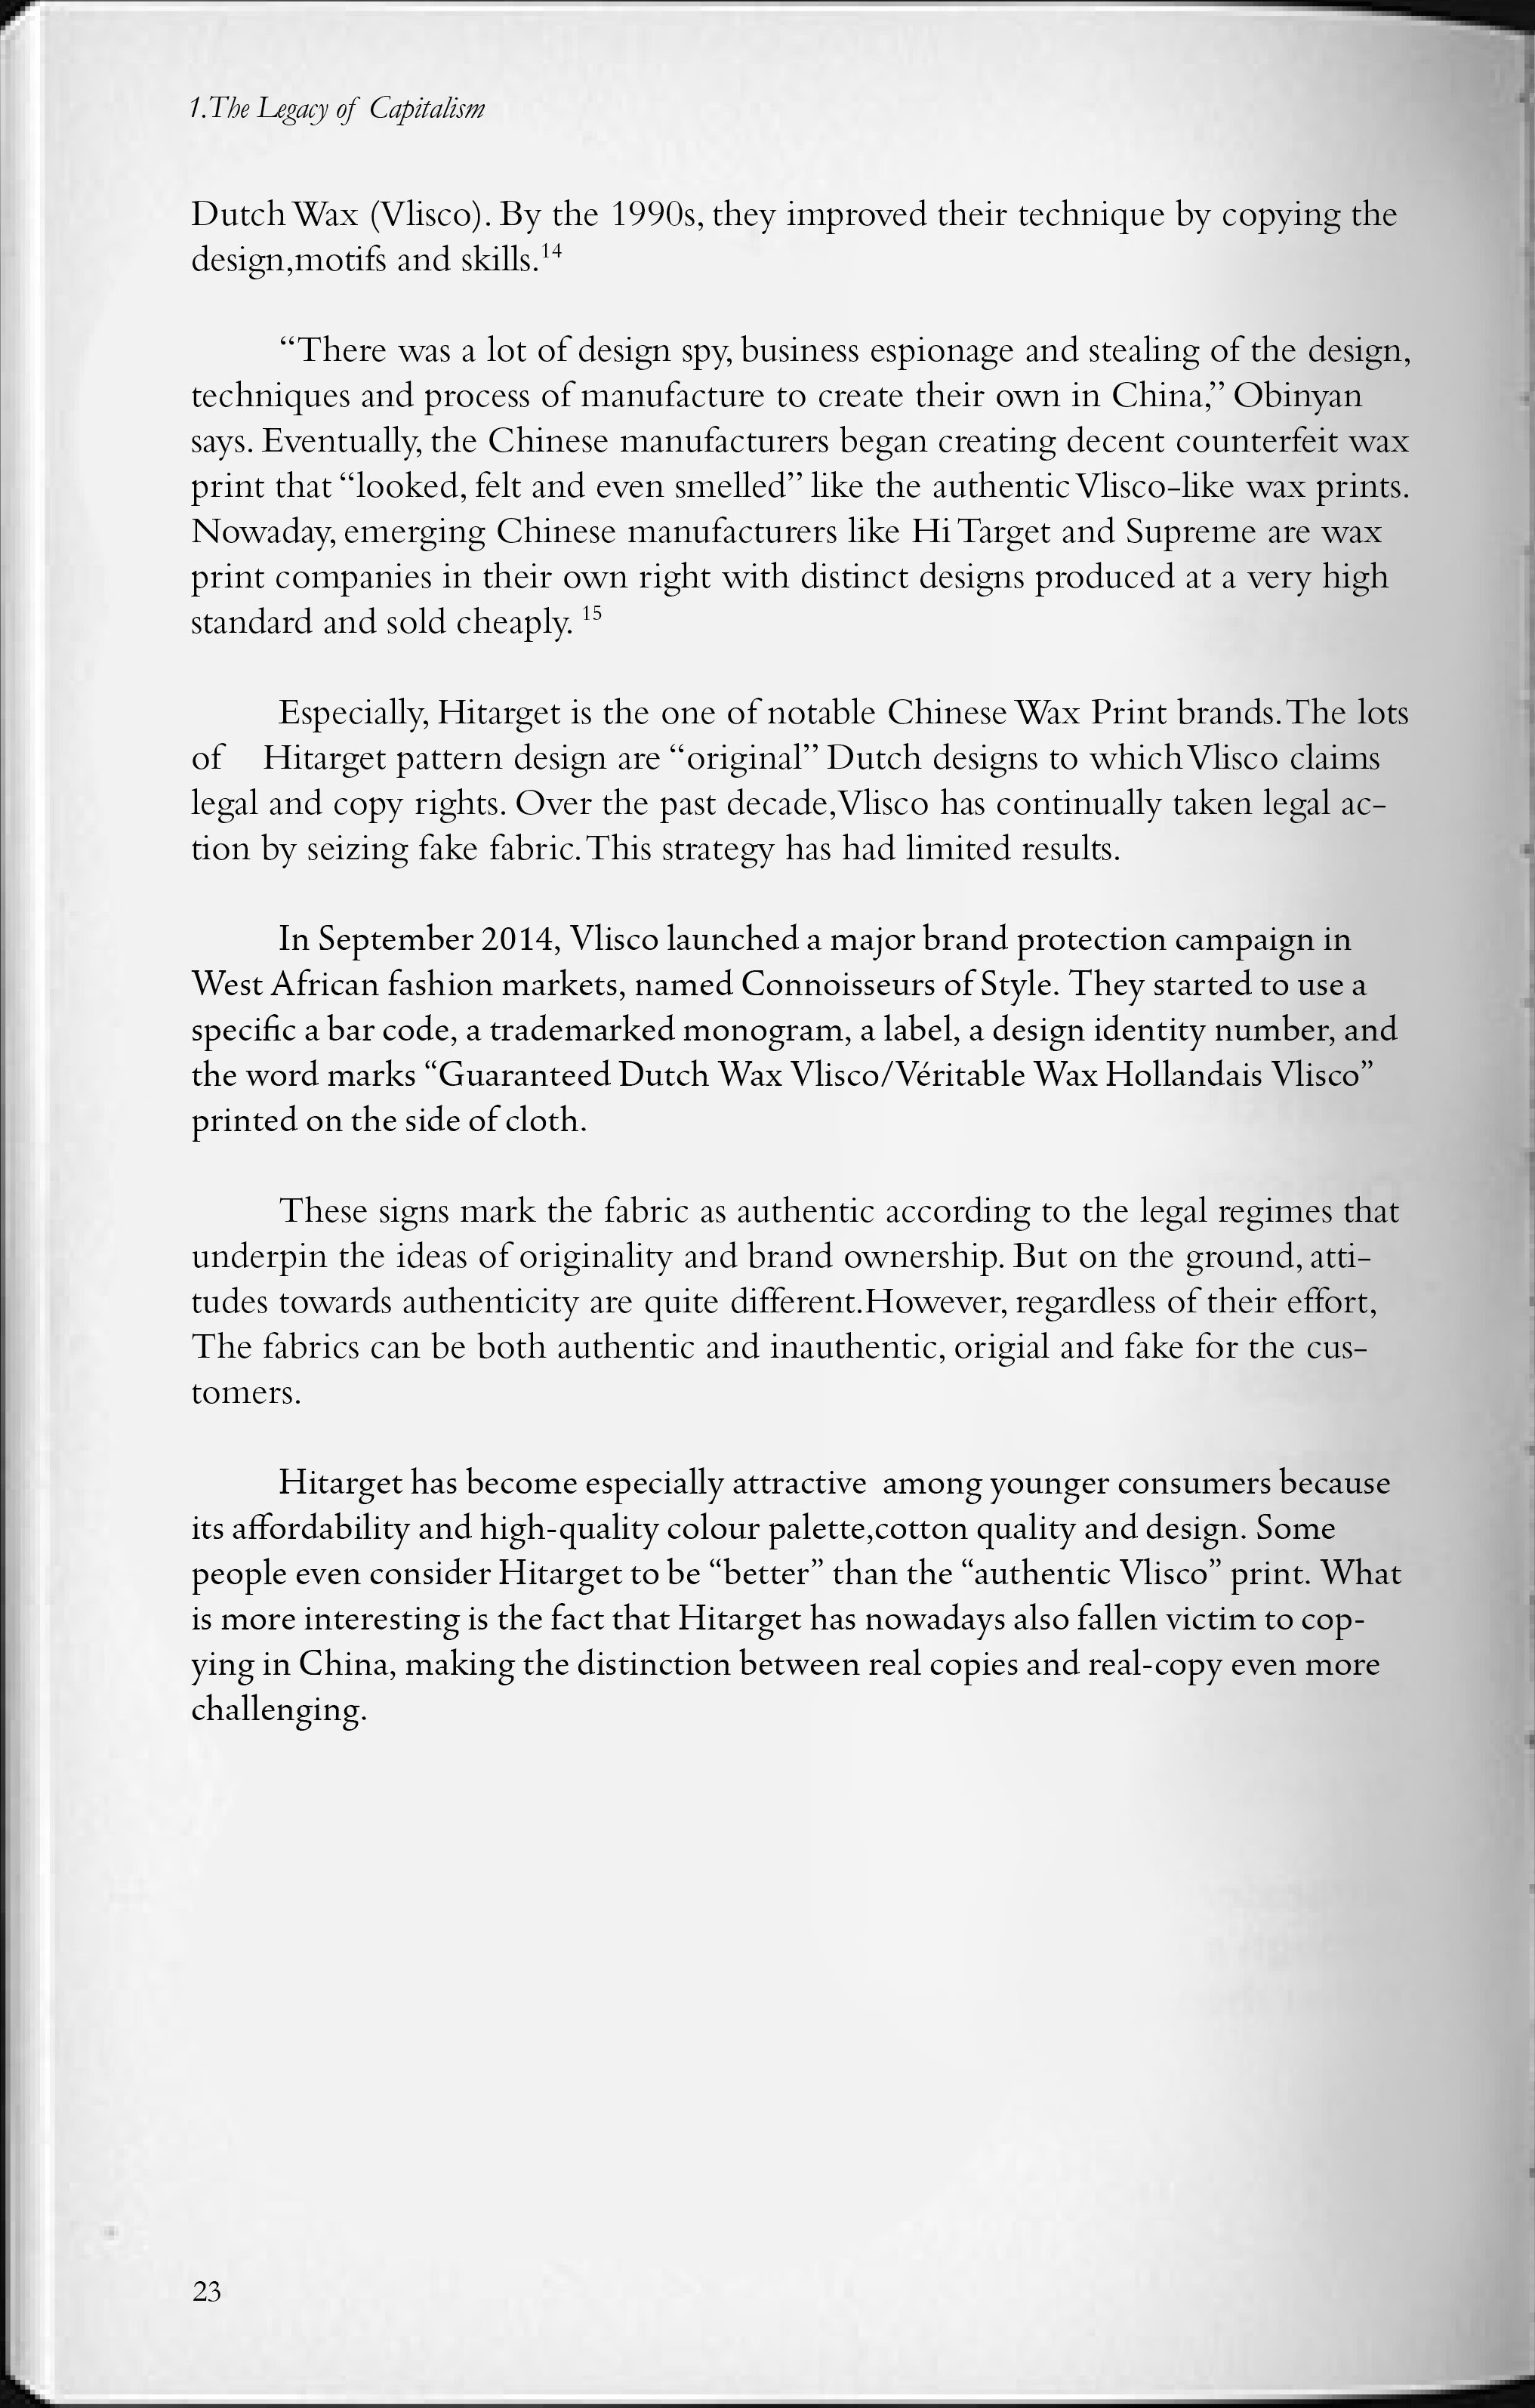 1.The Legacy of Capitalism
Dutch Wax (Vlisco). By the 1990s, they improved their technique by copying the
design,motifs and skills.14
“There was a lot of design spy, business espionage and stealing of the design,
techniques and process of manufacture to create their own in China,” Obinyan
says. Eventually, the Chinese manufacturers began creating decent counterfeit wax
print that “looked, felt and even smelled” like the authentic Vlisco-like wax prints.
Nowaday, emerging Chinese manufacturers like Hi Target and Supreme are wax
print companies in their own right with distinct designs produced at a very high
standard and sold cheaply. 15
Especially, Hitarget is the one of notable Chinese Wax Print brands. The lots
of Hitarget pattern design are “original” Dutch designs to which Vlisco claims
legal and copy rights. Over the past decade,Vlisco has continually taken legal ac-
tion by seizing fake fabric. This strategy has had limited results.
In September 2014, Vlisco launched a major brand protection campaign in
West African fashion markets, named Connoisseurs of Style. They started to use a
specific a bar code, a trademarked monogram, a label, a design identity number, and
the word marks “Guaranteed Dutch Wax Vlisco/Véritable Wax Hollandais Vlisco”
printed on the side of cloth.
These signs mark the fabric as authentic according to the legal regimes that
underpin the ideas of originality and brand ownership. But on the ground, atti-
tudes towards authenticity are quite different.However, regardless of their effort,
The fabrics can be both authentic and inauthentic, origial and fake for the cus-
tomers.
Hitarget has become especially attractive among younger consumers because
its affordability and high-quality colour palette,cotton quality and design. Some
people even consider Hitarget to be “better” than the “authentic Vlisco” print. What
is more interesting is the fact that Hitarget has nowadays also fallen victim to cop-
ying in China, making the distinction between real copies and real-copy even more
challenging.
23